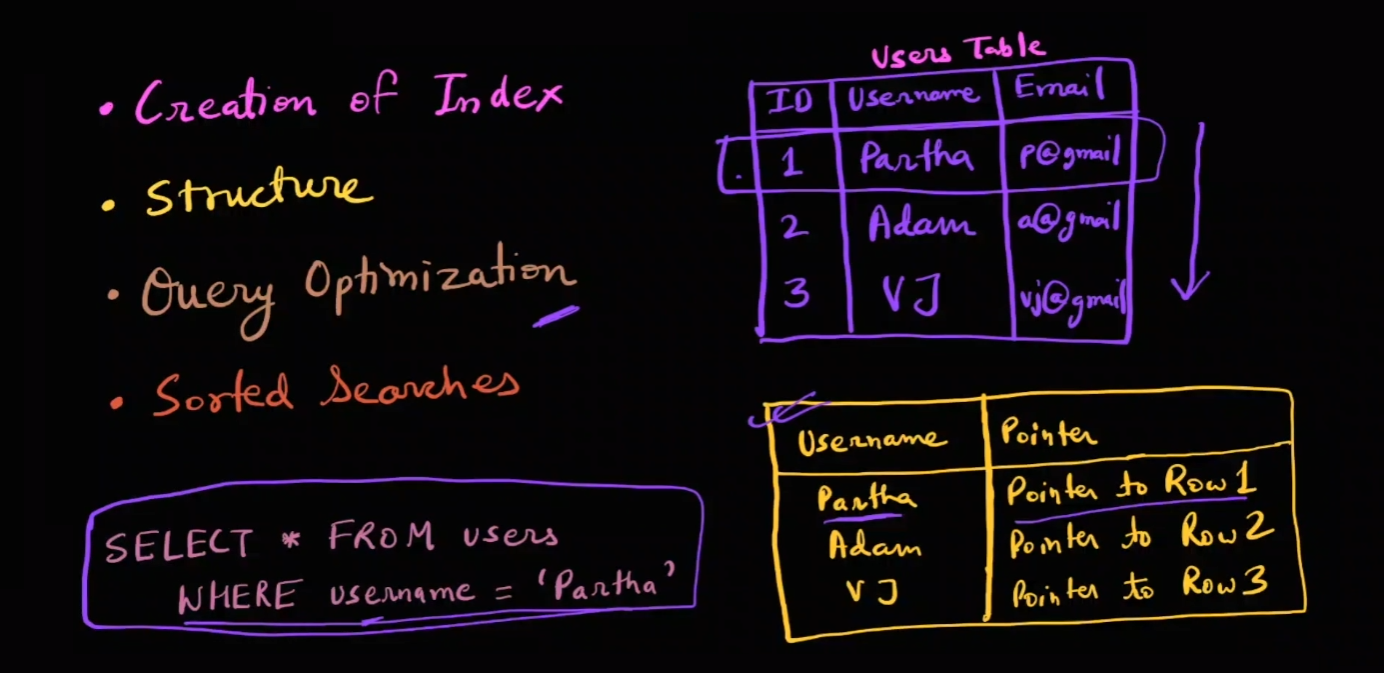 • Creation of Index
• Structure
• Query Optimization
• Sorted Searches
SELECT * FROM users
WHERE username = 'Partha'
Users Table
ID Username Email
1 Partha p@gmail
2 Adam a@gmail
3 VJ vj@gmail
Username Pointer
Partha Pointer to Row 1
Adam Pointer to Row 2
VJ Pointer to Row 3